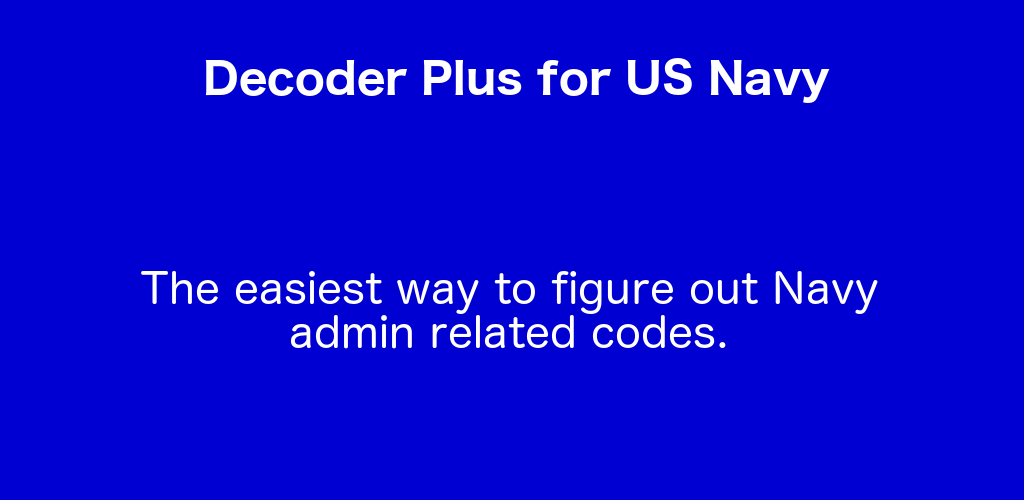 Decoder Plus for US Navy
The easiest way to figure out Navy
admin related codes.